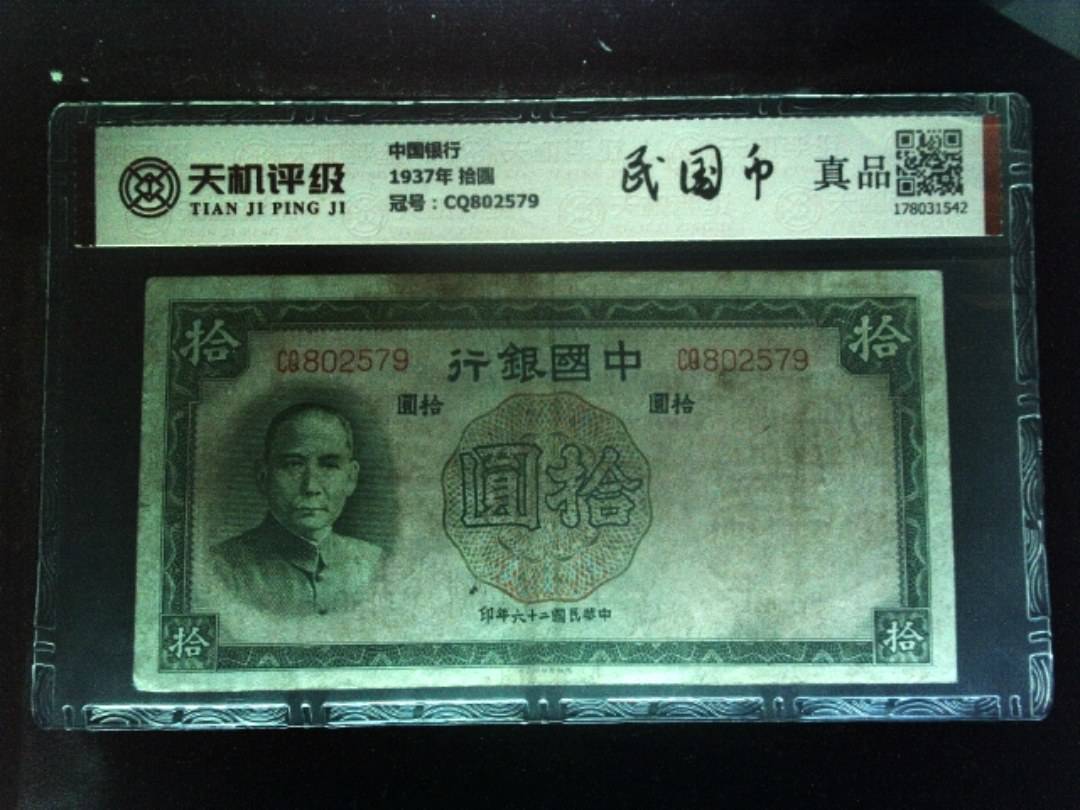 天机评级
TIAN JI PING JI
中国银行
1937年 拾圓
冠号：CQ802579
民国币
真品
178031542
拾
拾
CQ802579
行銀國中
CQ802579
圓拾
圓拾
圓拾
印年六十二國民華中
拾
拾